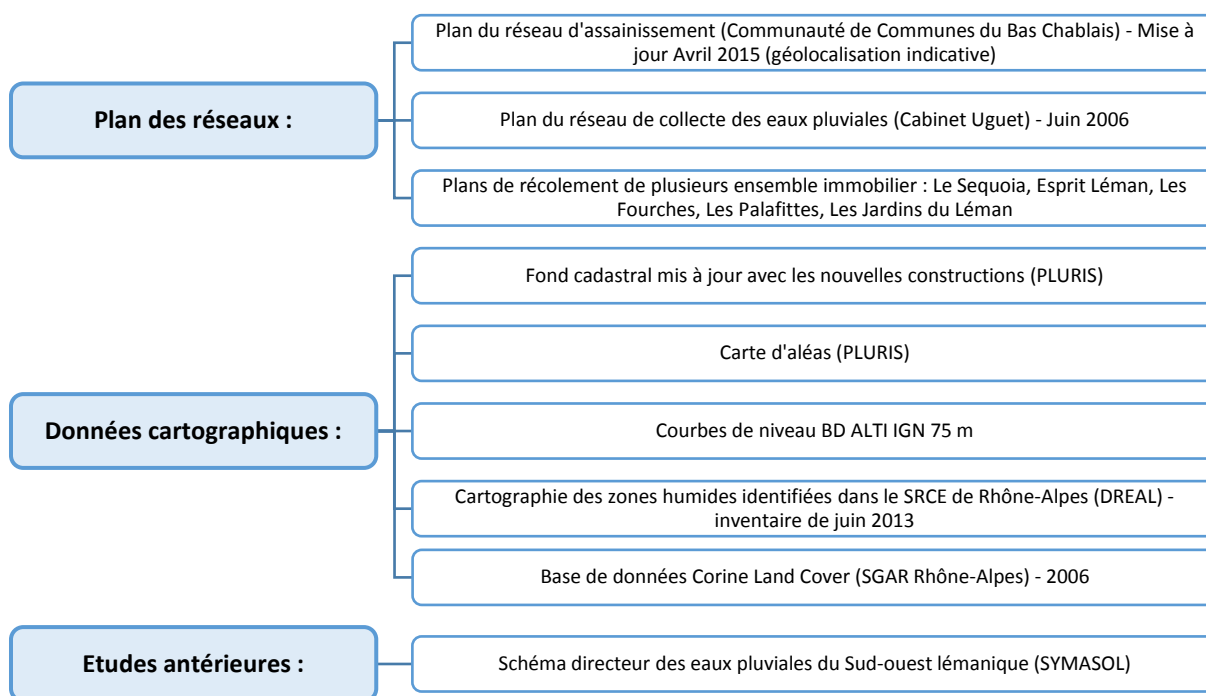 Plan des réseaux :
Plan du réseau d'assainissement (Communauté de Communes du Bas Chablais) - Mise à
jour Avril 2015 (géolocalisation indicative)
Plan du réseau de collecte des eaux pluviales (Cabinet Uguet) - Juin 2006
Plans de récolement de plusieurs ensemble immobilier : Le Sequoia, Esprit Léman, Les
Fourches, Les Palafittes, Les Jardins du Léman
Données cartographiques :
Fond cadastral mis à jour avec les nouvelles constructions (PLURIS)
Carte d'aléas (PLURIS)
Courbes de niveau BD ALTI IGN 75 m
Cartographie des zones humides identifiées dans le SRCE de Rhône-Alpes (DREAL) -
inventaire de juin 2013
Base de données Corine Land Cover (SGAR Rhône-Alpes) - 2006
Etudes antérieures :
Schéma directeur des eaux pluviales du Sud-ouest lémanique (SYMASOL)